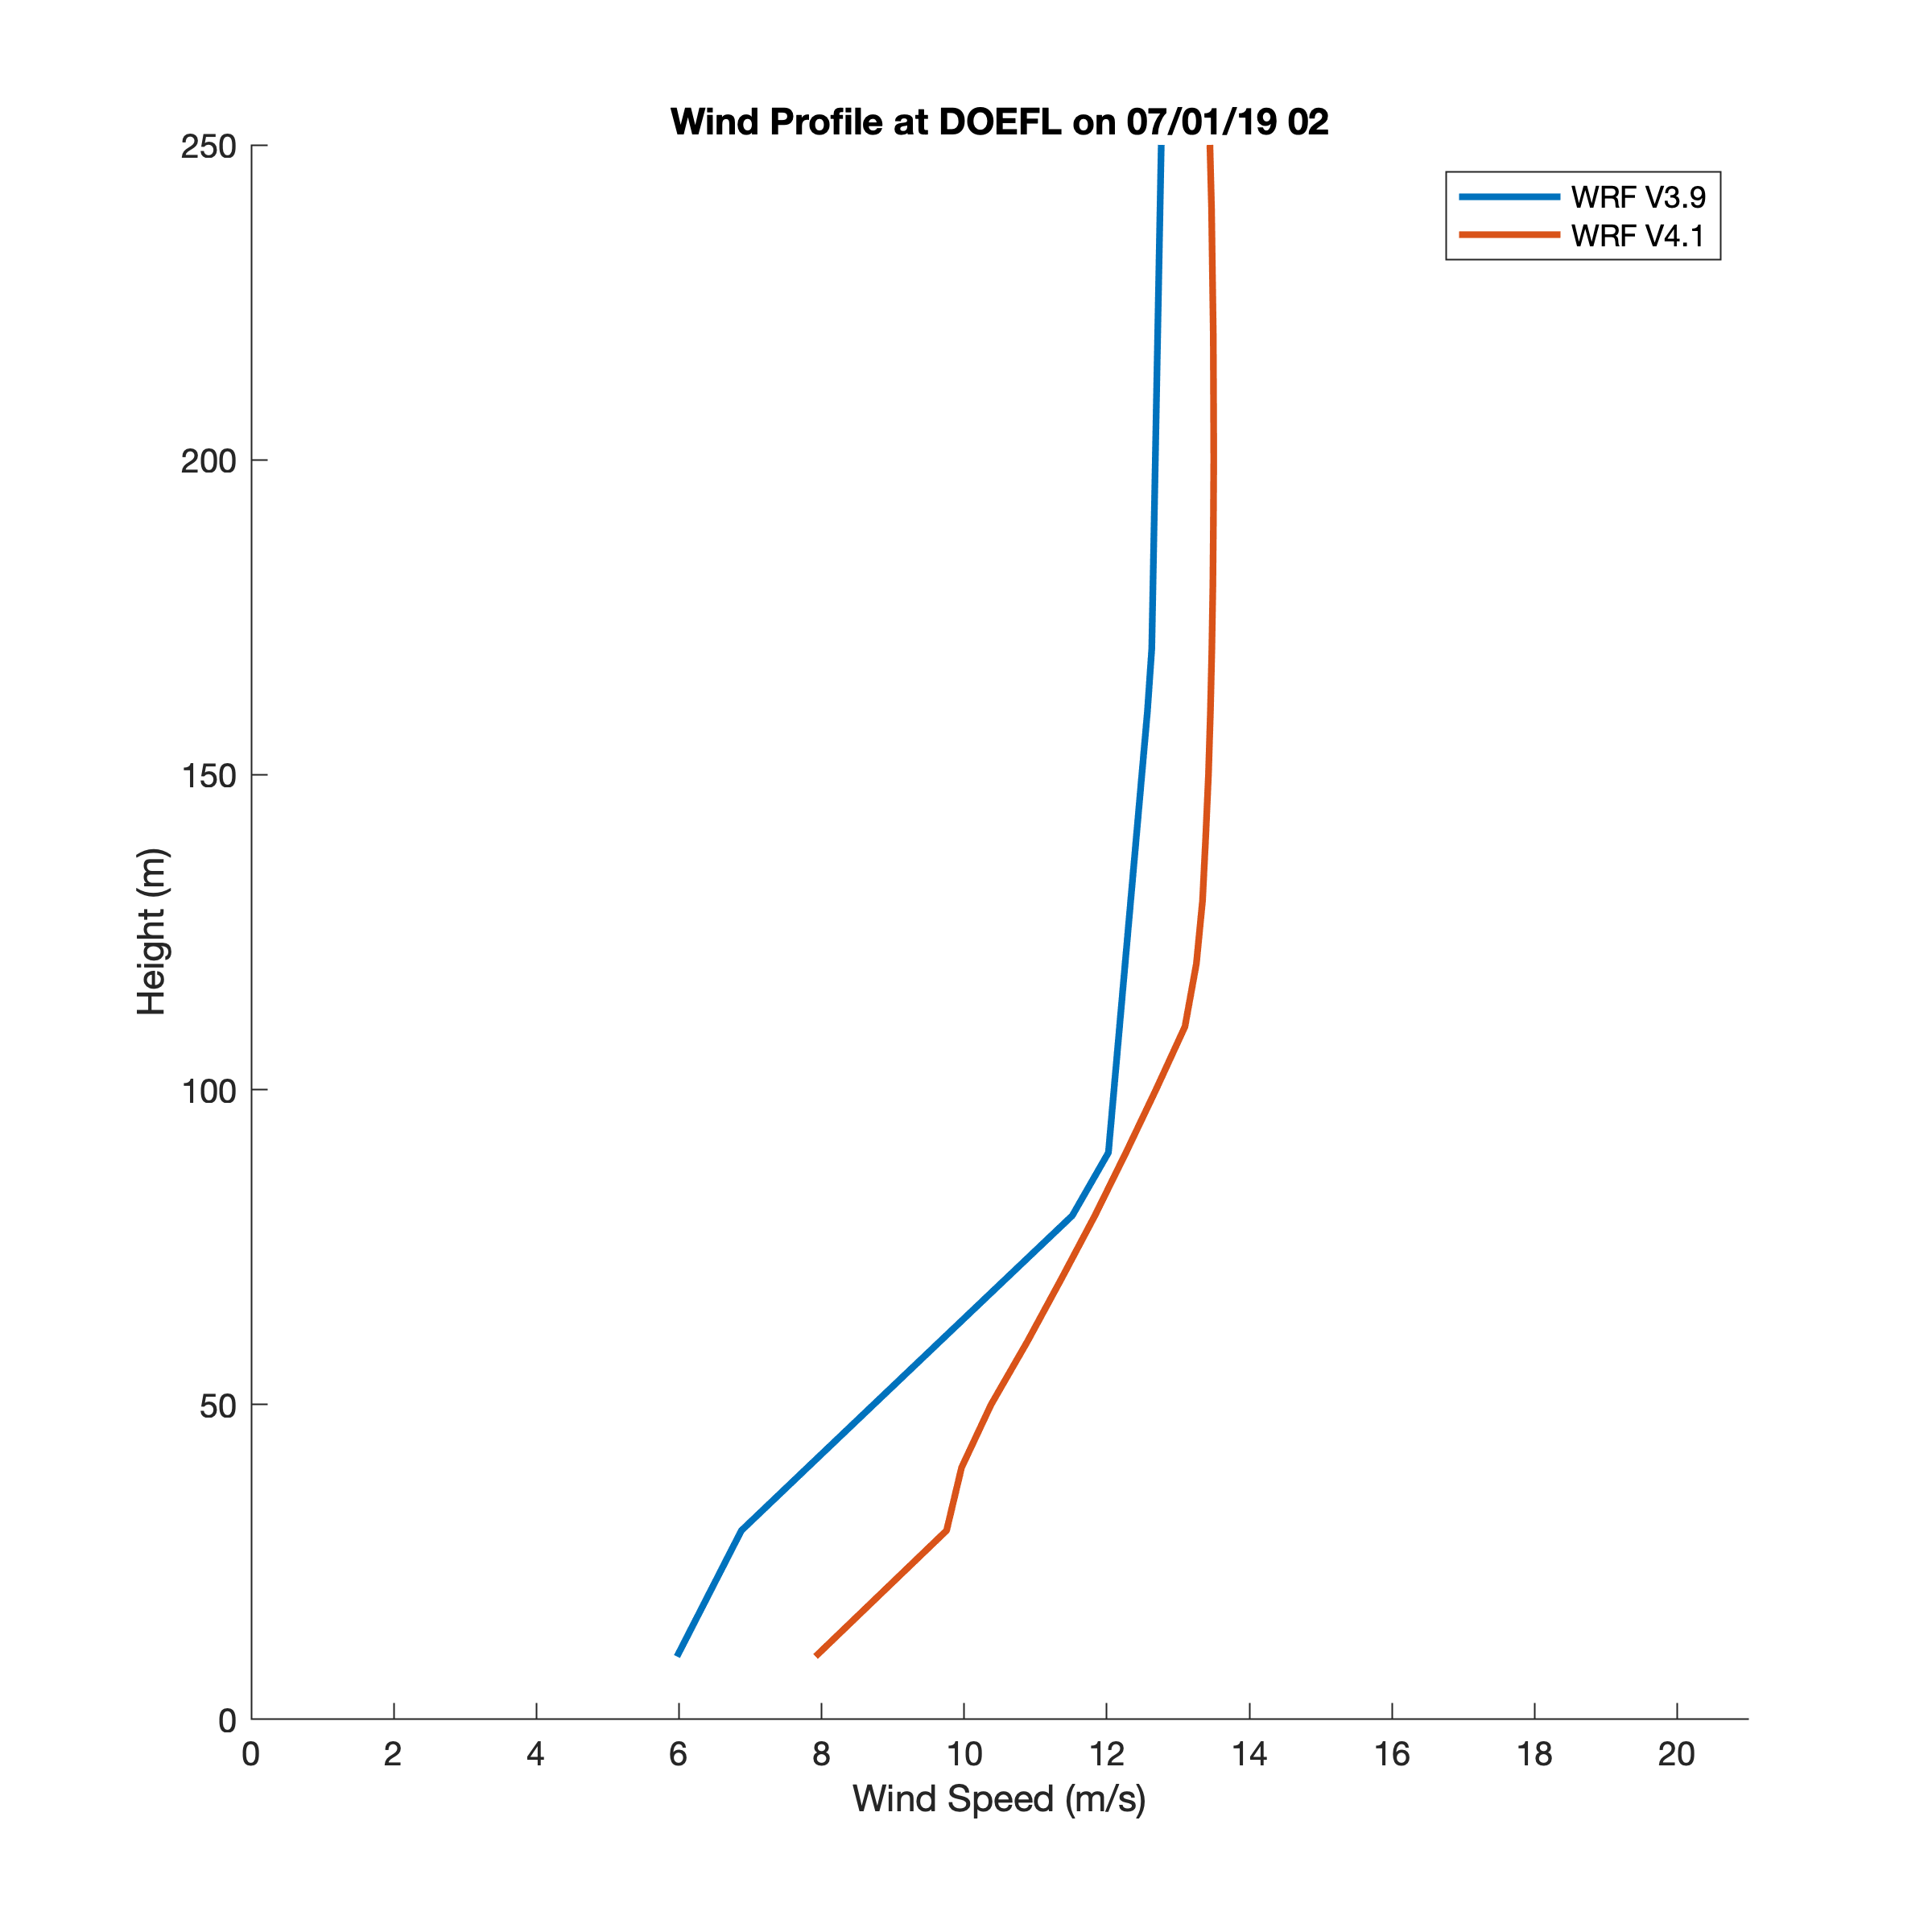 Wind Profile at DOEFL on 07/01/19 02
WRF V3.9
WRF V4.1
250
200
150
100
50
0
Height (m)
0 2 4 6 8 10 12 14 16 18 20
Wind Speed (m/s)